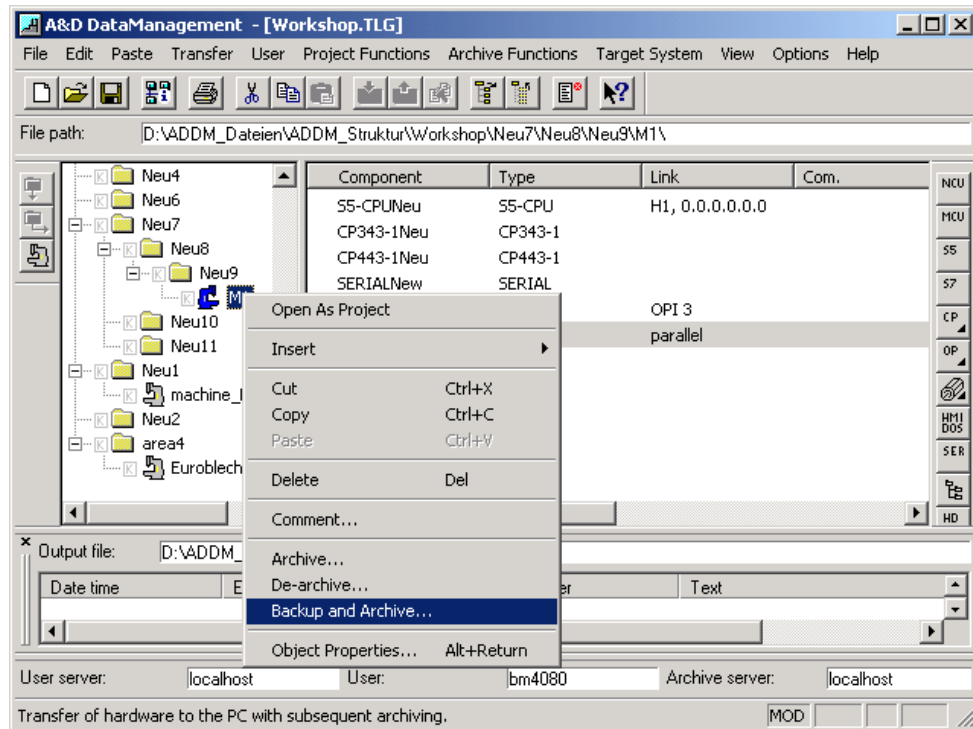 A&D DataManagement - [Workshop.TLG]
File Edit Paste Transfer User Project Functions Archive Functions Target System View Options Help
File path: D:\ADDM_Dateien\ADDM_Struktur\Workshop\Neu7\Neu8\Neu9\M1\
Component Type Link Com.
K Neu4
K Neu6
K Neu7
K Neu8
K Neu9
K
K Neu10
K Neu11
K Neu1
K machine_
K Neu2
K area4
K Euroblech
S5-CPUNeu S5-CPU H1, 0.0.0.0.0.0
CP343-1Neu CP343-1
CP443-1Neu CP443-1
SERIALNew SERIAL
OPI 3
parallel
Open As Project
Insert
Cut Ctrl+X
Copy Ctrl+C
Paste Ctrl+V
Delete Del
Comment...
Archive...
De-archive...
Backup and Archive...
Object Properties... Alt+Return
NCU
MCU
S5
S7
CP
OP
HMI
DOS
SER
HD
Output file: D:\ADDM_
Date time E er Text
User server: localhost User: bm4080 Archive server: localhost
Transfer of hardware to the PC with subsequent archiving. MOD